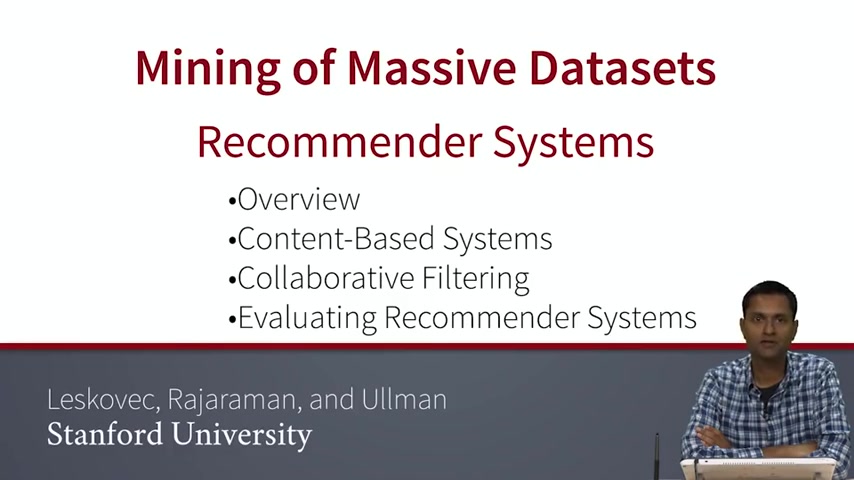 Mining of Massive Datasets
Recommender Systems
•Overview
•Content-Based Systems
•Collaborative Filtering
•Evaluating Recommender Systems
Leskovec, Rajaraman, and Ullman
Stanford University